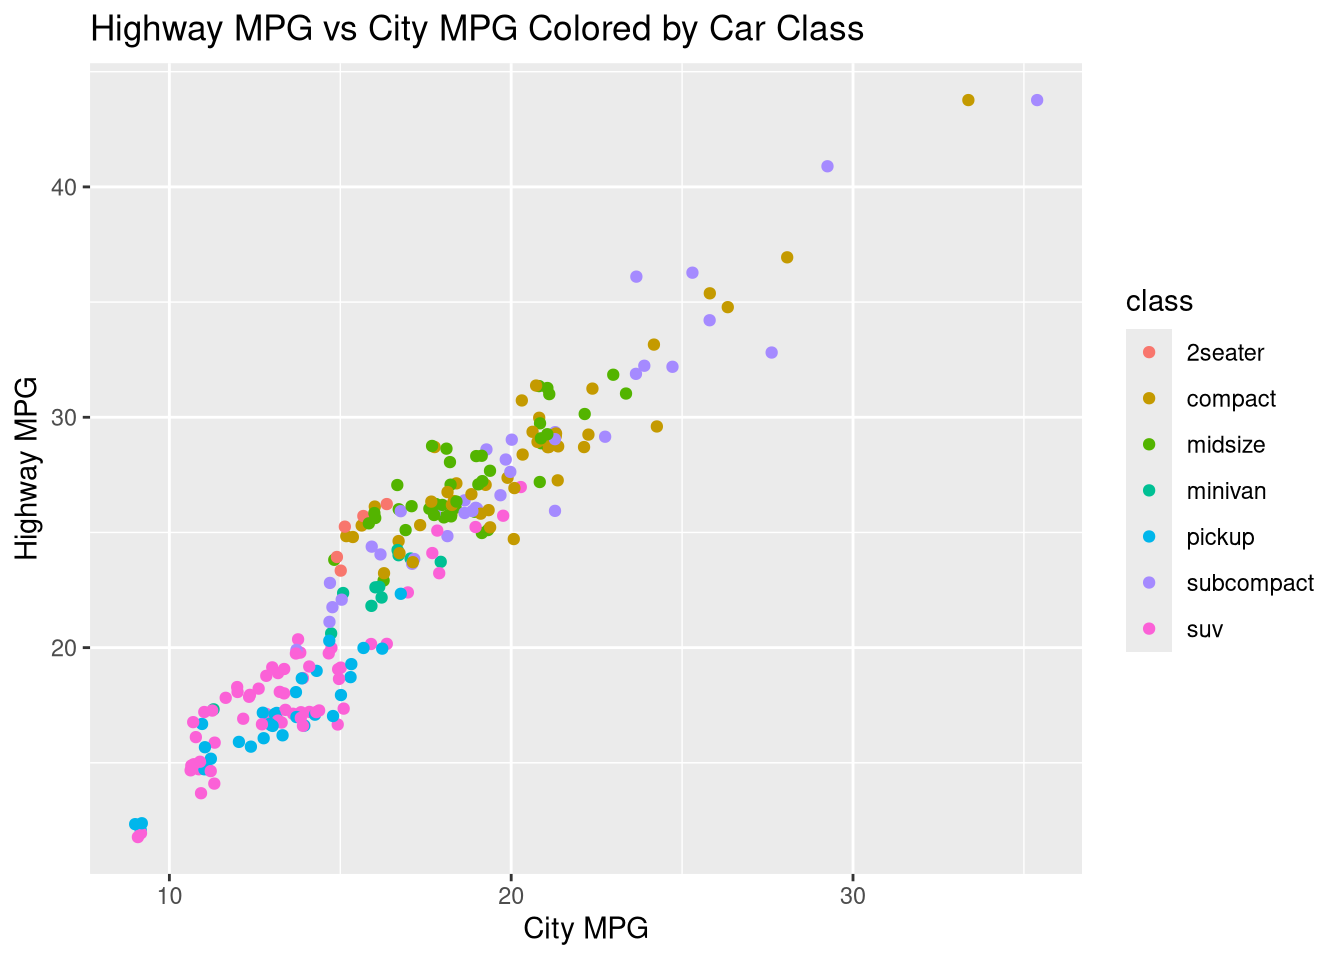 Highway MPG vs City MPG Colored by Car Class
Highway MPG
40
30
20
10
20
30
City MPG
class
2seater
compact
midsize
minivan
pickup
subcompact
suv